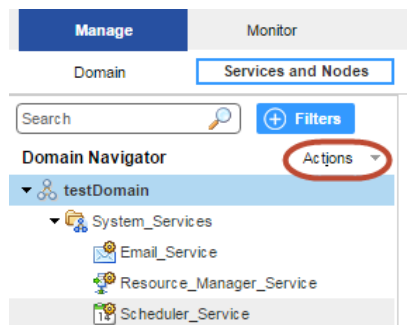 Manage Monitor
Domain Services and Nodes
Search Filters
Domain Navigator Actions
testDomain
System_Services
Email_Service
Resource_Manager_Service
Scheduler_Service